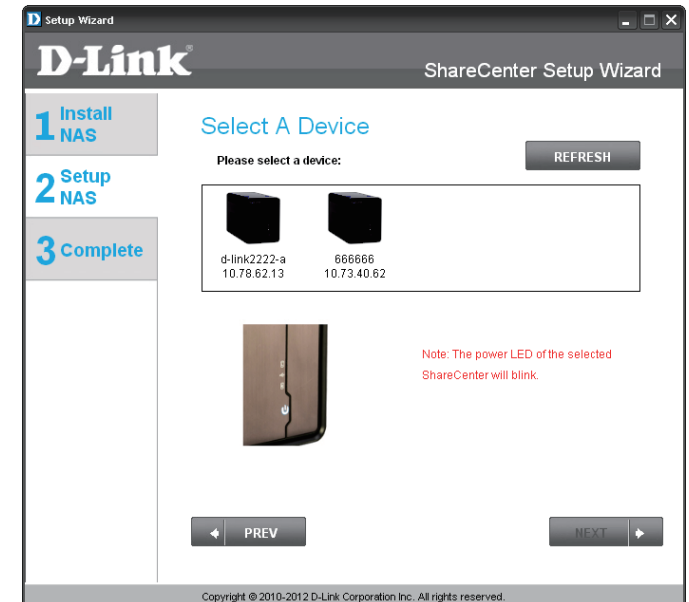 D Setup Wizard
D-Link®
ShareCenter Setup Wizard
1 Install
NAS
2 Setup
NAS
3 Complete
Select A Device
Please select a device:
REFRESH
d-link2222-a
10.78.62.13
666666
10.73.40.62
Note: The power LED of the selected
ShareCenter will blink.
PREV
NEXT
Copyright © 2010-2012 D-Link Corporation Inc. All rights reserved.